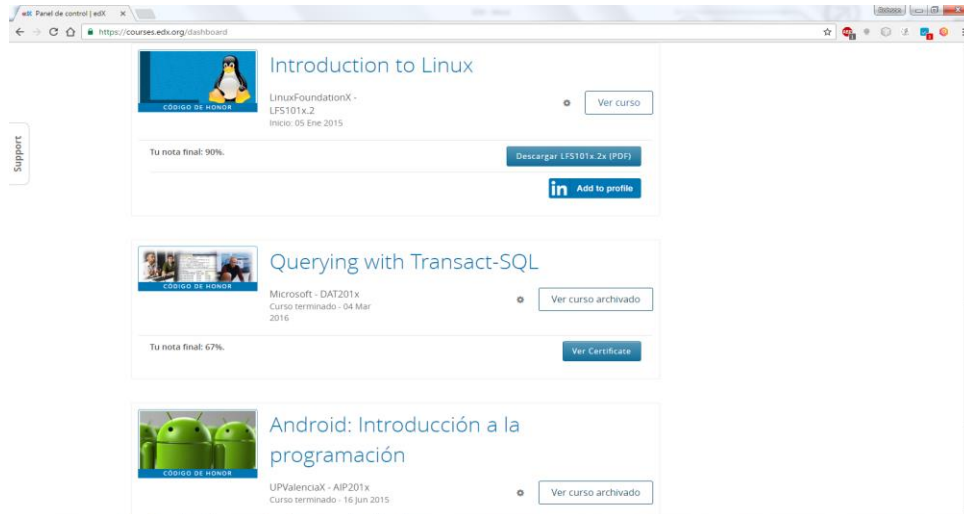 edX Panel de control | edX
https://courses.edx.org/dashboard
Support
Introduction to Linux
CÓDIGO DE HONOR
LinuxFoundationX -
LFS101x.2
Inicio: 05 Ene 2015
Ver curso
Tu nota final: 90%.
Descargar LFS101x.2x (PDF)
in Add to profile
Querying with Transact-SQL
CÓDIGO DE HONOR
Microsoft - DAT201x
Curso terminado - 04 Mar
2016
Ver curso archivado
Tu nota final: 67%.
Ver Certificate
Android: Introducción a la
programación
CÓDIGO DE HONOR
UPValenciaX - AIP201x
Curso terminado - 16 Jun 2015
Ver curso archivado